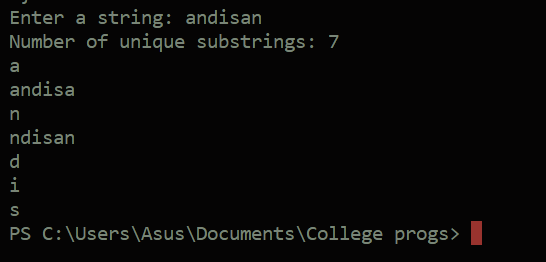 Enter a string: andisan
Number of unique substrings: 7
a
andisa
n
ndisan
d
i
s
PS C:\Users\Asus\Documents\College progs>